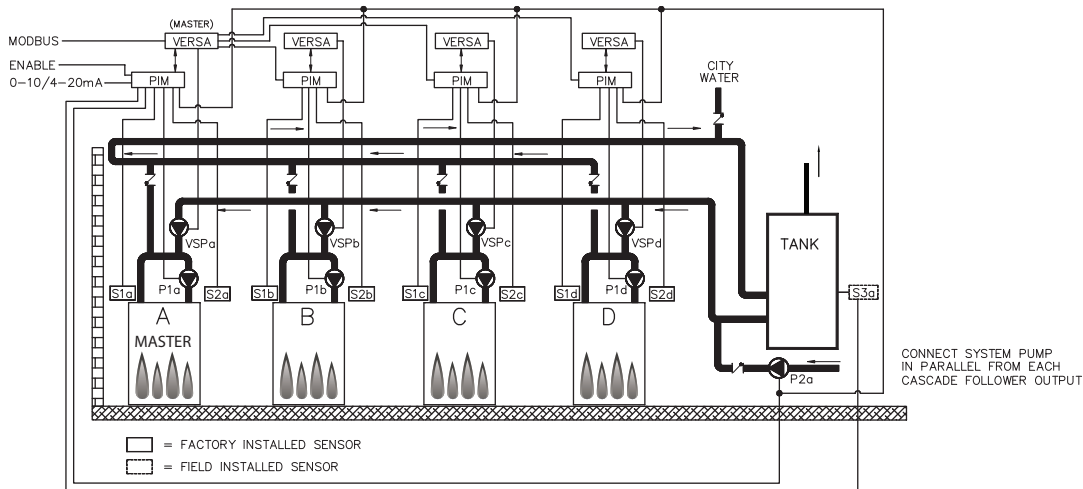 (MASTER)
MODBUS
VERSA
VERSA
VERSA
VERSA
ENABLE
0-10/4-20mA
PIM
PIM
PIM
PIM
CITY
WATER
VSPa
VSPb
VSPc
VSPd
TANK
S1a
P1a
S2a
S1b
P1b
S2b
S1c
P1c
S2c
S1d
P1d
S2d
S3a
A
MASTER
B
C
D
P2a
CONNECT SYSTEM PUMP
IN PARALLEL FROM EACH
CASCADE FOLLOWER OUTPUT
= FACTORY INSTALLED SENSOR
= FIELD INSTALLED SENSOR